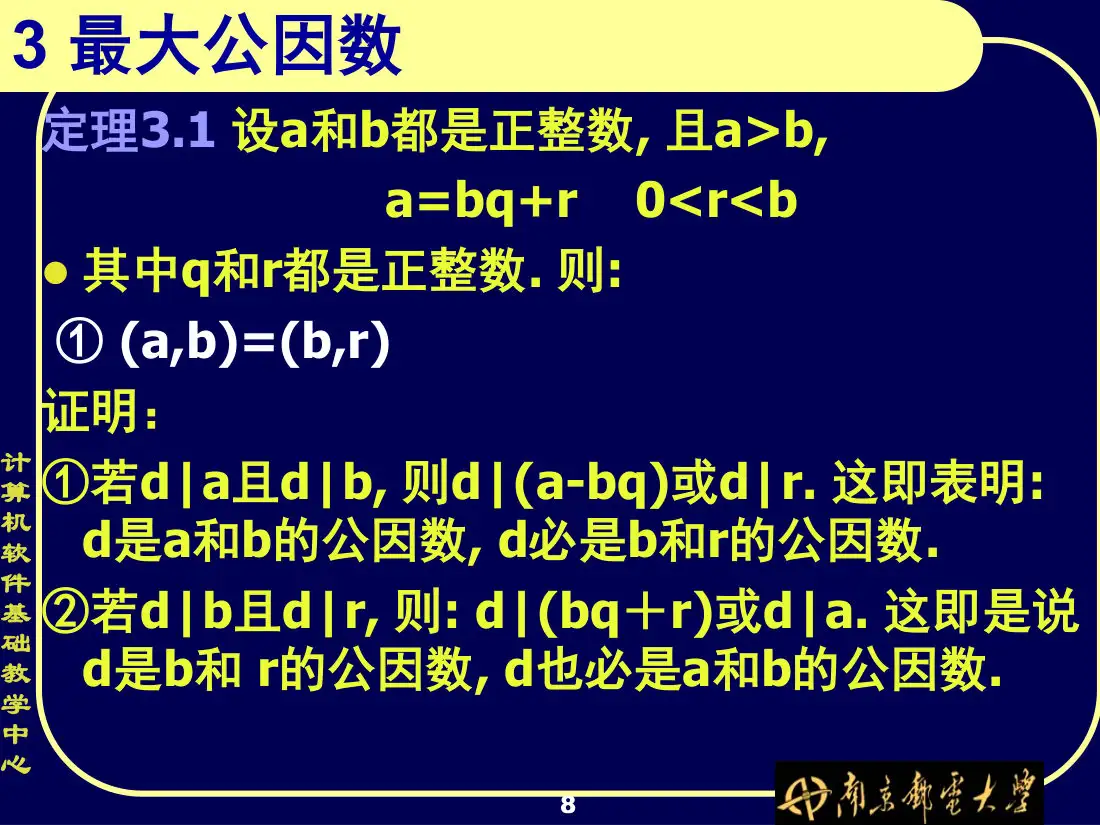 3 最大公因数
定理3.1 设a和b都是正整数, 且a>b,
a=bq+r 0<r<b
● 其中q和r都是正整数. 则:
① (a,b)=(b,r)
证明：
①若d|a且d|b, 则d|(a-bq)或d|r. 这即表明:
d是a和b的公因数, d必是b和r的公因数.
②若d|b且d|r, 则: d|(bq＋r)或d|a. 这即是说
d是b和 r的公因数, d也必是a和b的公因数.
计算机软件基础教学中心
8
南京邮电大学